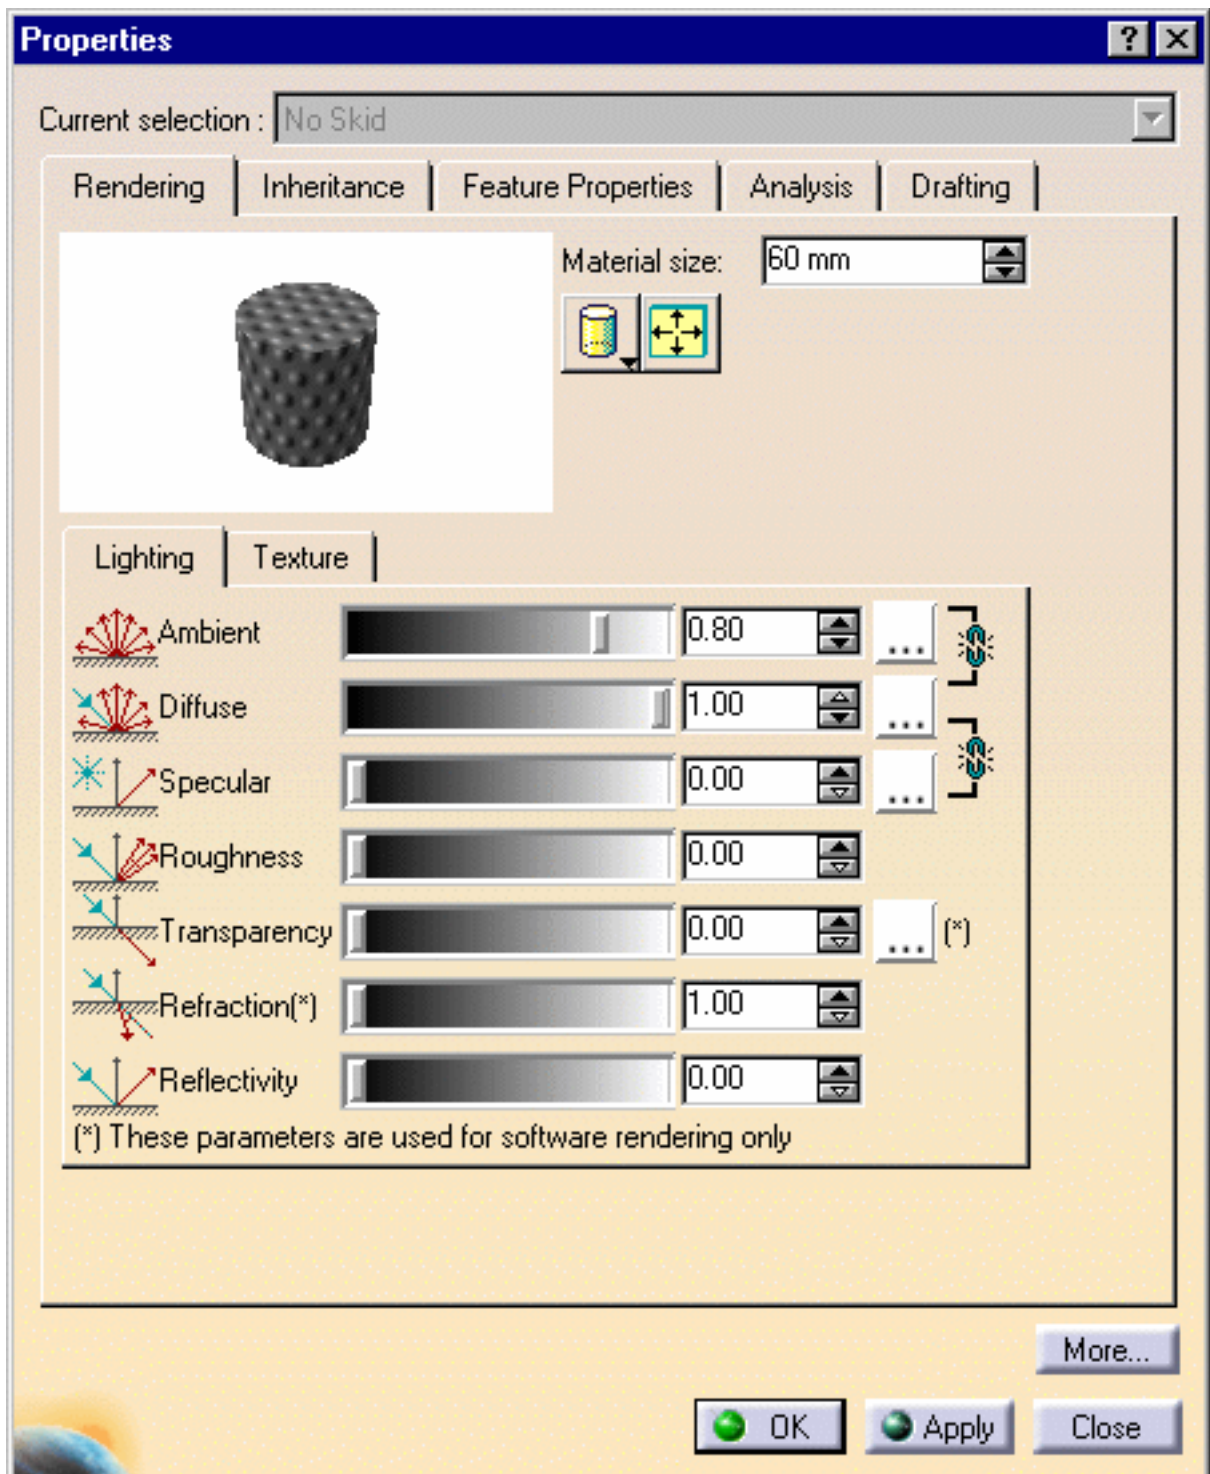 Properties
Current selection : No Skid
Rendering Inheritance Feature Properties Analysis Drafting
Material size: 60 mm
Lighting Texture
Ambient 0.80 ...
Diffuse 1.00 ...
Specular 0.00 ...
Roughness 0.00
Transparency 0.00 ... (*)
Refraction(*) 1.00
Reflectivity 0.00
(*) These parameters are used for software rendering only
More...
OK Apply Close